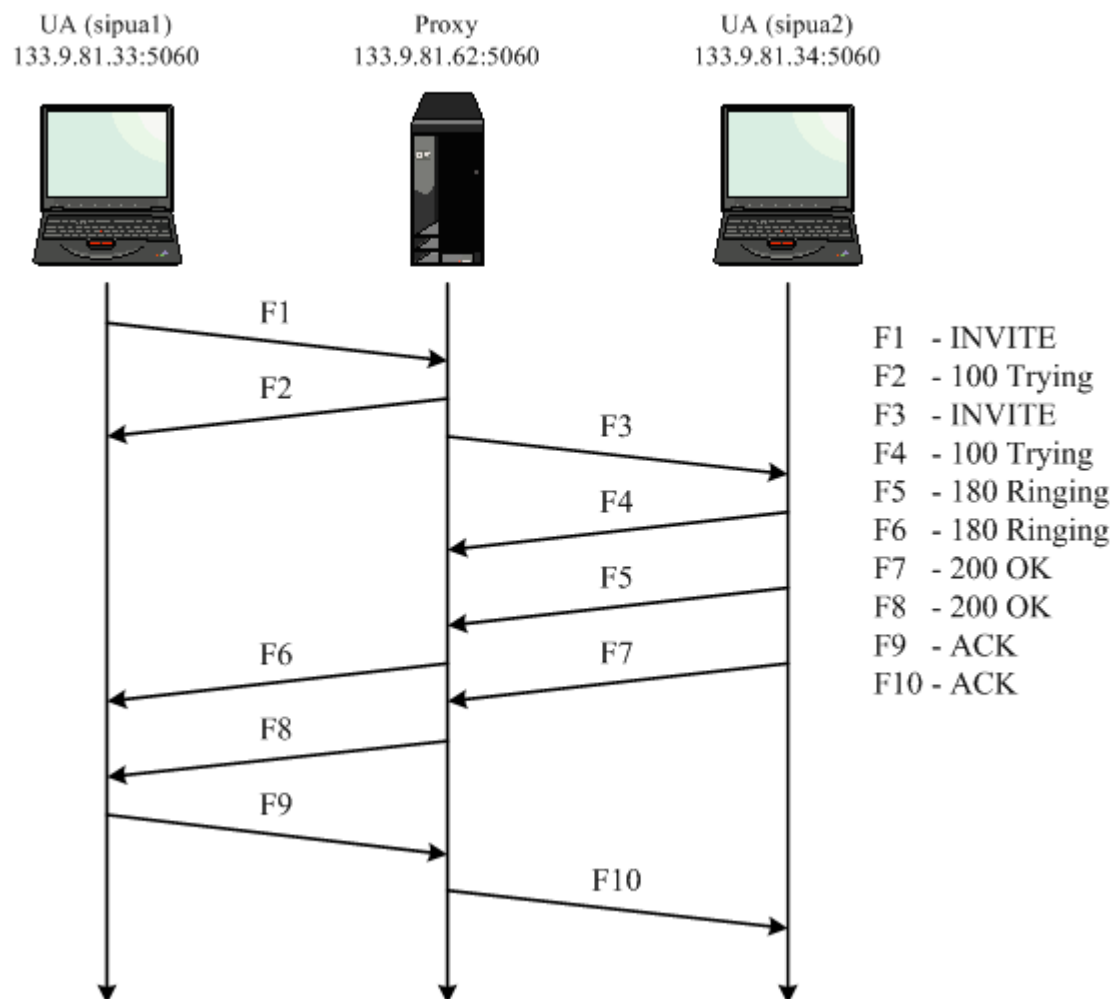 UA (sipua1)
133.9.81.33:5060
Proxy
133.9.81.62:5060
UA (sipua2)
133.9.81.34:5060
F1
F2
F3
F4
F5
F6
F7
F8
F9
F10
F1 - INVITE
F2 - 100 Trying
F3 - INVITE
F4 - 100 Trying
F5 - 180 Ringing
F6 - 180 Ringing
F7 - 200 OK
F8 - 200 OK
F9 - ACK
F10 - ACK